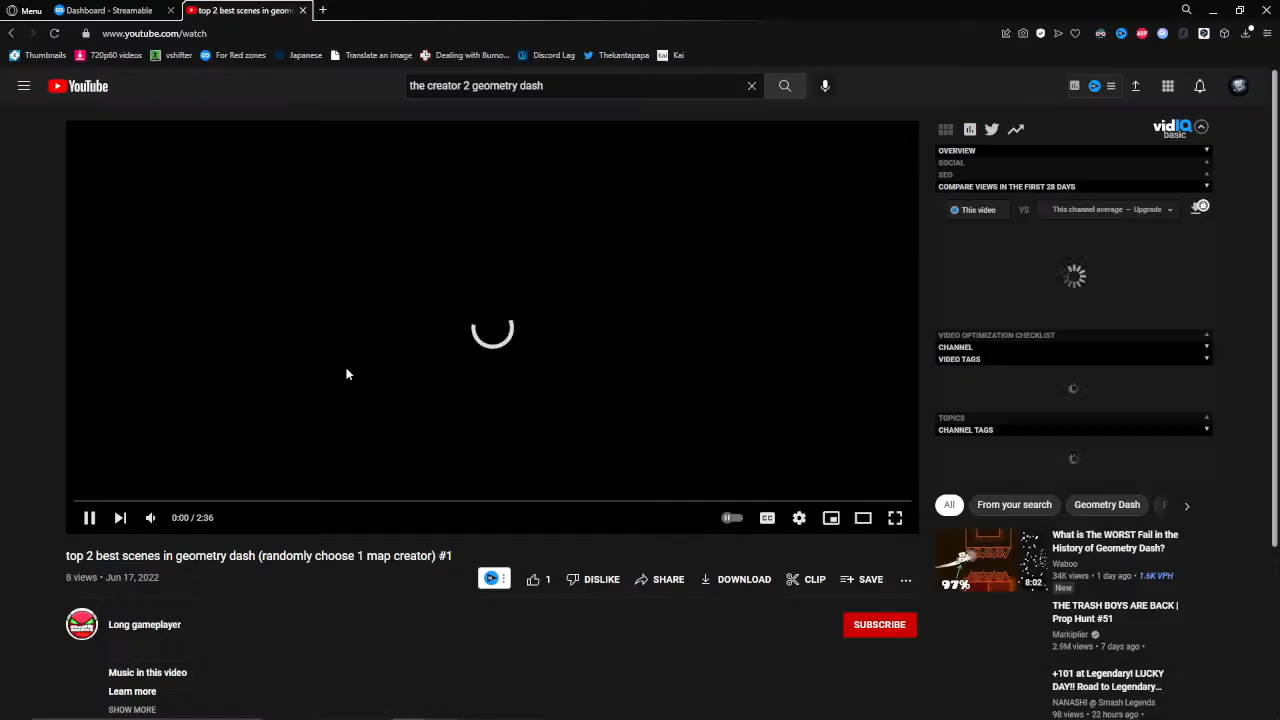 Menu
Dashboard - Streamable
top 2 best scenes in geom
www.youtube.com/watch
Thumbnails
720p60 videos
vshifter
For Red zones
Japanese
Translate an image
Dealing with Burno...
Discord Lag
Thekantapapa
Kai
YouTube
the creator 2 geometry dash
vidIQ
basic
OVERVIEW
SOCIAL
SEO
COMPARE VIEWS IN THE FIRST 28 DAYS
This video
VS
This channel average – Upgrade
VIDEO OPTIMIZATION CHECKLIST
CHANNEL
VIDEO TAGS
TOPICS
CHANNEL TAGS
0:00 / 2:36
CC
top 2 best scenes in geometry dash (randomly choose 1 map creator) #1
8 views • Jun 17, 2022
1
DISLIKE
SHARE
DOWNLOAD
CLIP
SAVE
Long gameplayer
SUBSCRIBE
Music in this video
Learn more
SHOW MORE
All
From your search
Geometry Dash
97%
8:02
What is The WORST Fail in the
History of Geometry Dash?
Waboo
34K views • 1 day ago • 1.6K VPH
New
THE TRASH BOYS ARE BACK |
Prop Hunt #51
Markiplier
2.9M views • 7 days ago •
+101 at Legendary! LUCKY
DAY!! Road to Legendary...
NANASHI @ Smash Legends
98 views • 22 hours ago •